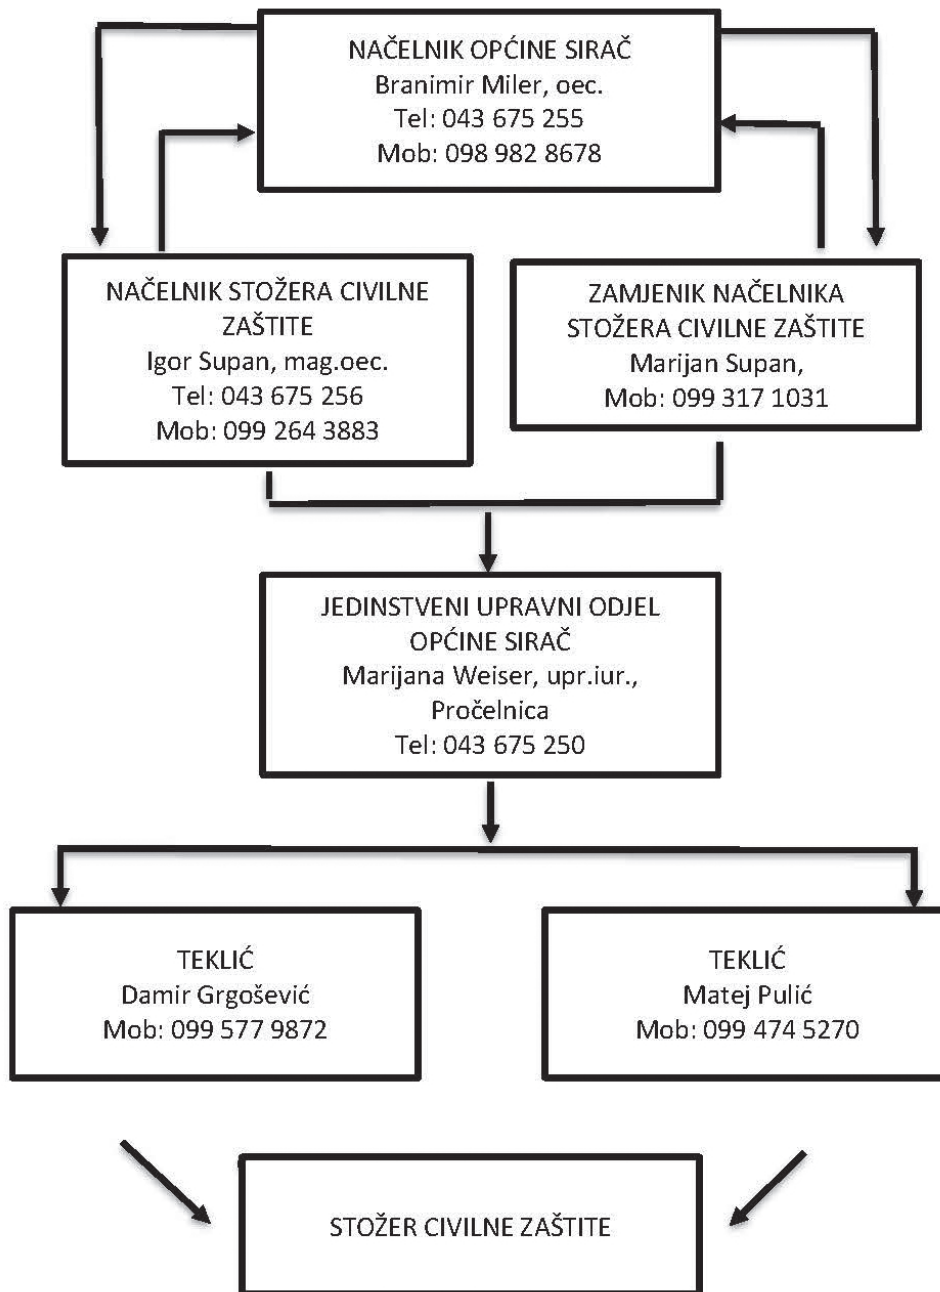 NAČELNIK OPĆINE SIRAČ
Branimir Miler, oec.
Tel: 043 675 255
Mob: 098 982 8678
NAČELNIK STOŽERA CIVILNE
ZAŠTITE
Igor Supan, mag.oec.
Tel: 043 675 256
Mob: 099 264 3883
ZAMJENIK NAČELNIKA
STOŽERA CIVILNE ZAŠTITE
Marijan Supan,
Mob: 099 317 1031
JEDINSTVENI UPRAVNI ODJEL
OPĆINE SIRAČ
Marijana Weiser, upr.iur.,
Pročelnica
Tel: 043 675 250
TEKLIĆ
Damir Grgošević
Mob: 099 577 9872
TEKLIĆ
Matej Pulić
Mob: 099 474 5270
STOŽER CIVILNE ZAŠTITE